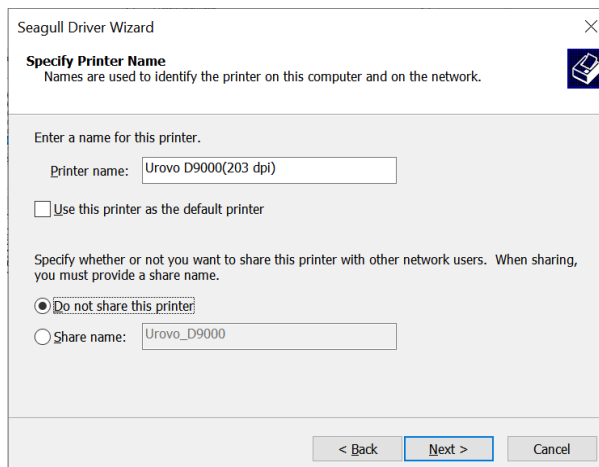 Seagull Driver Wizard
Specify Printer Name
Names are used to identify the printer on this computer and on the network.
Enter a name for this printer.
Printer name: Urovo D9000(203 dpi)
Use this printer as the default printer
Specify whether or not you want to share this printer with other network users. When sharing,
you must provide a share name.
Do not share this printer
Share name: Urovo_D9000
< Back Next > Cancel